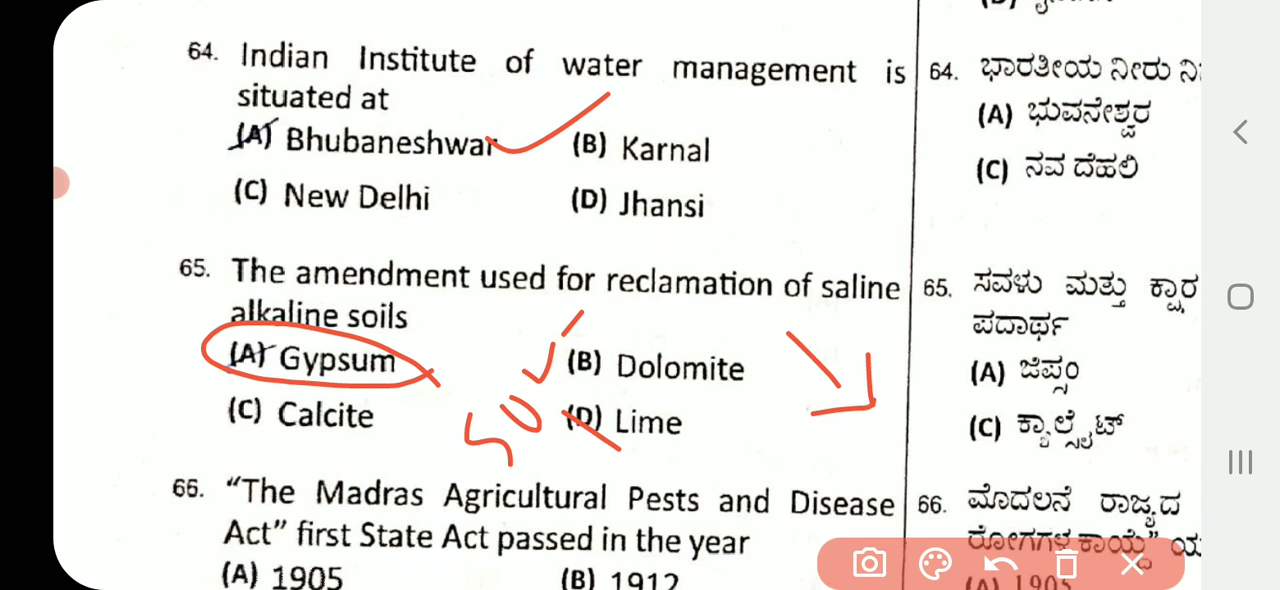 64. Indian Institute of water management is
situated at
(A) Bhubaneshwar (B) Karnal
(C) New Delhi (D) Jhansi
65. The amendment used for reclamation of saline
alkaline soils
(A) Gypsum (B) Dolomite
(C) Calcite (D) Lime
66. “The Madras Agricultural Pests and Disease
Act” first State Act passed in the year
(A) 1905 (B) 1912
64. ಭಾರತೀಯ ನೀರು
(A) ಭುವನೇಶ್ವರ
(C) ನವ ದೆಹಲಿ
65. ಸವಳು ಮತ್ತು ಕ್ಷಾರ
ಪದಾರ್ಥ
(A) ಜಿಪ್ಸಂ
(C) ಕ್ಯಾಲ್ಸೈಟ್
66. ಮೊದಲನೆ ರಾಜ್ಯದ
ರೋಗಗಳ ಕಾಯ್ದೆ”
(A) 1905